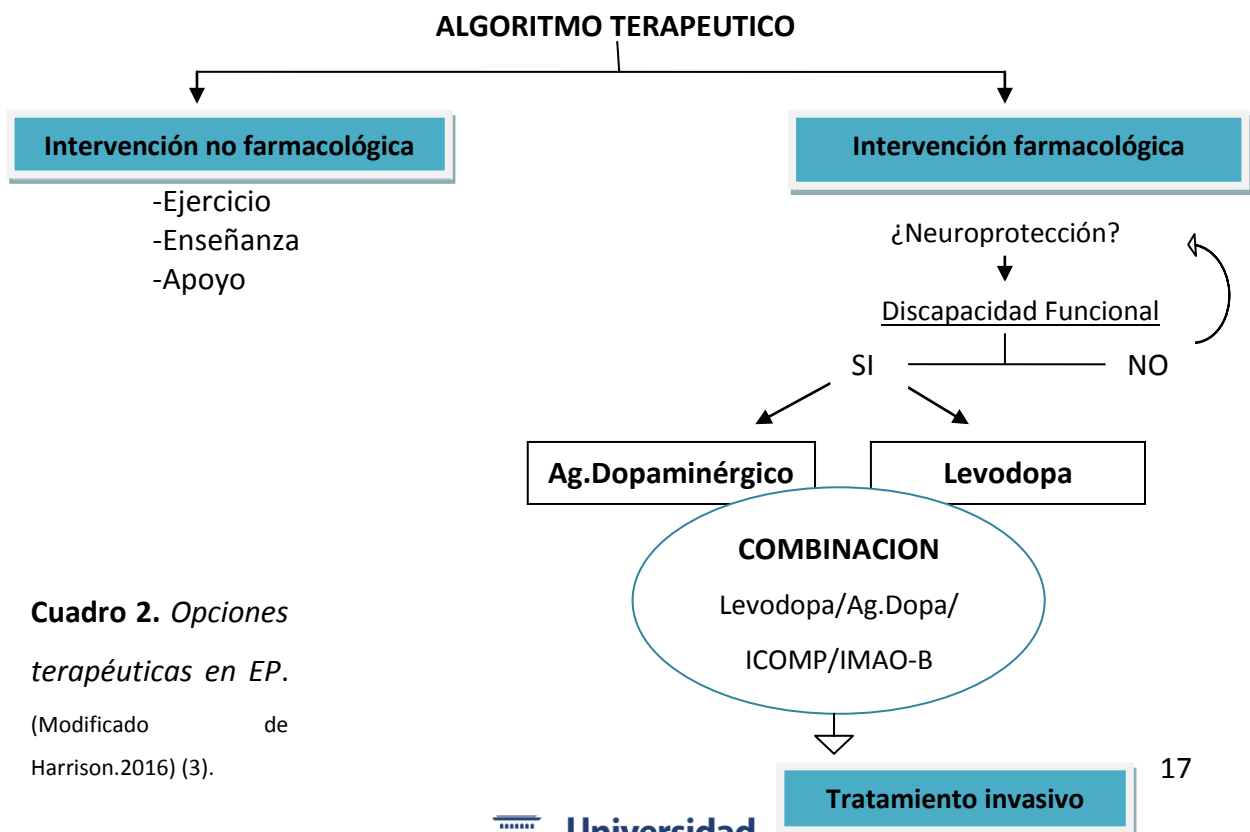 ALGORITMO TERAPEUTICO
Intervención no farmacológica
-Ejercicio
-Enseñanza
-Apoyo
Intervención farmacológica
¿Neuroprotección?
Discapacidad Funcional
SI
NO
Ag.Dopaminérgico
Levodopa
COMBINACION
Levodopa/Ag.Dopa/
ICOMP/IMAO-B
Tratamiento invasivo
Cuadro 2. Opciones
terapéuticas en EP.
(Modificado de
Harrison.2016) (3).
17
Universidad